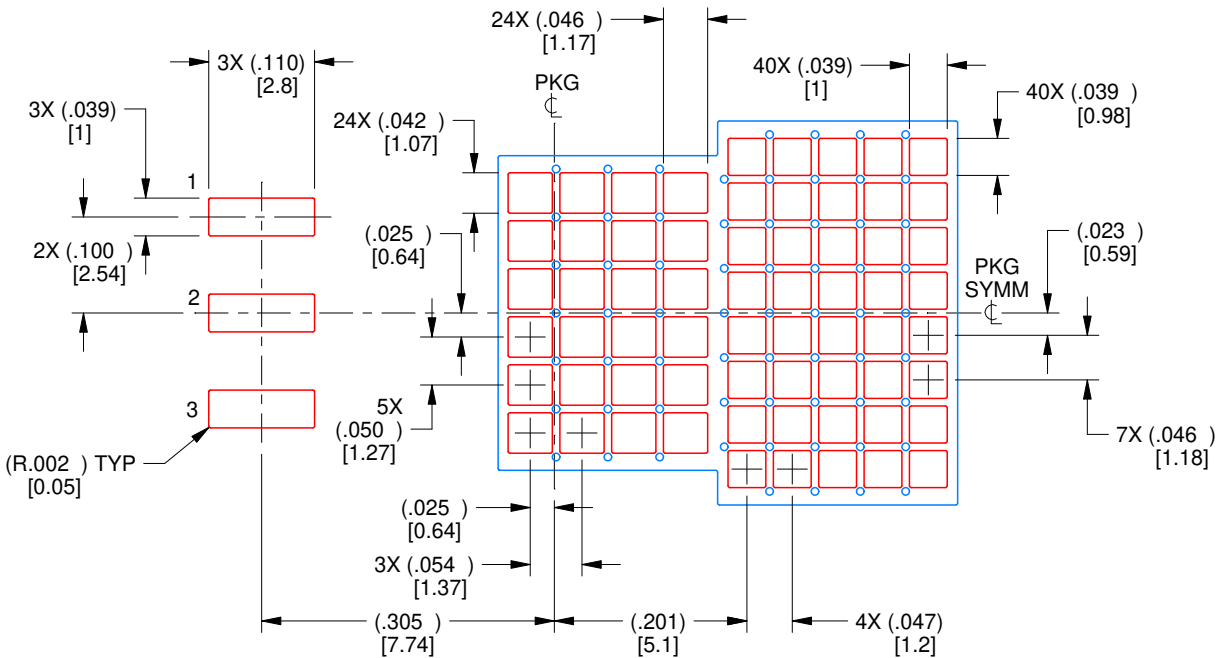 24X (.046 )
[1.17]
3X (.110)
[2.8]
PKG
CL
40X (.039)
[1]
40X (.039 )
[0.98]
3X (.039)
[1]
24X (.042 )
[1.07]
1
2X (.100 )
[2.54]
(.025 )
[0.64]
(.023 )
[0.59]
PKG
SYMM
CL
2
3
5X
(.050 )
[1.27]
7X (.046 )
[1.18]
(R.002 ) TYP
[0.05]
(.025 )
[0.64]
3X (.054 )
[1.37]
(.305 )
[7.74]
(.201)
[5.1]
4X (.047)
[1.2]